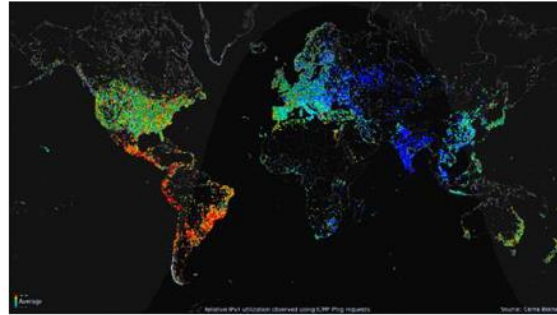 Average
Relative IPv4 utilization observed using ICMP Ping requests
Source: Carna Botnet